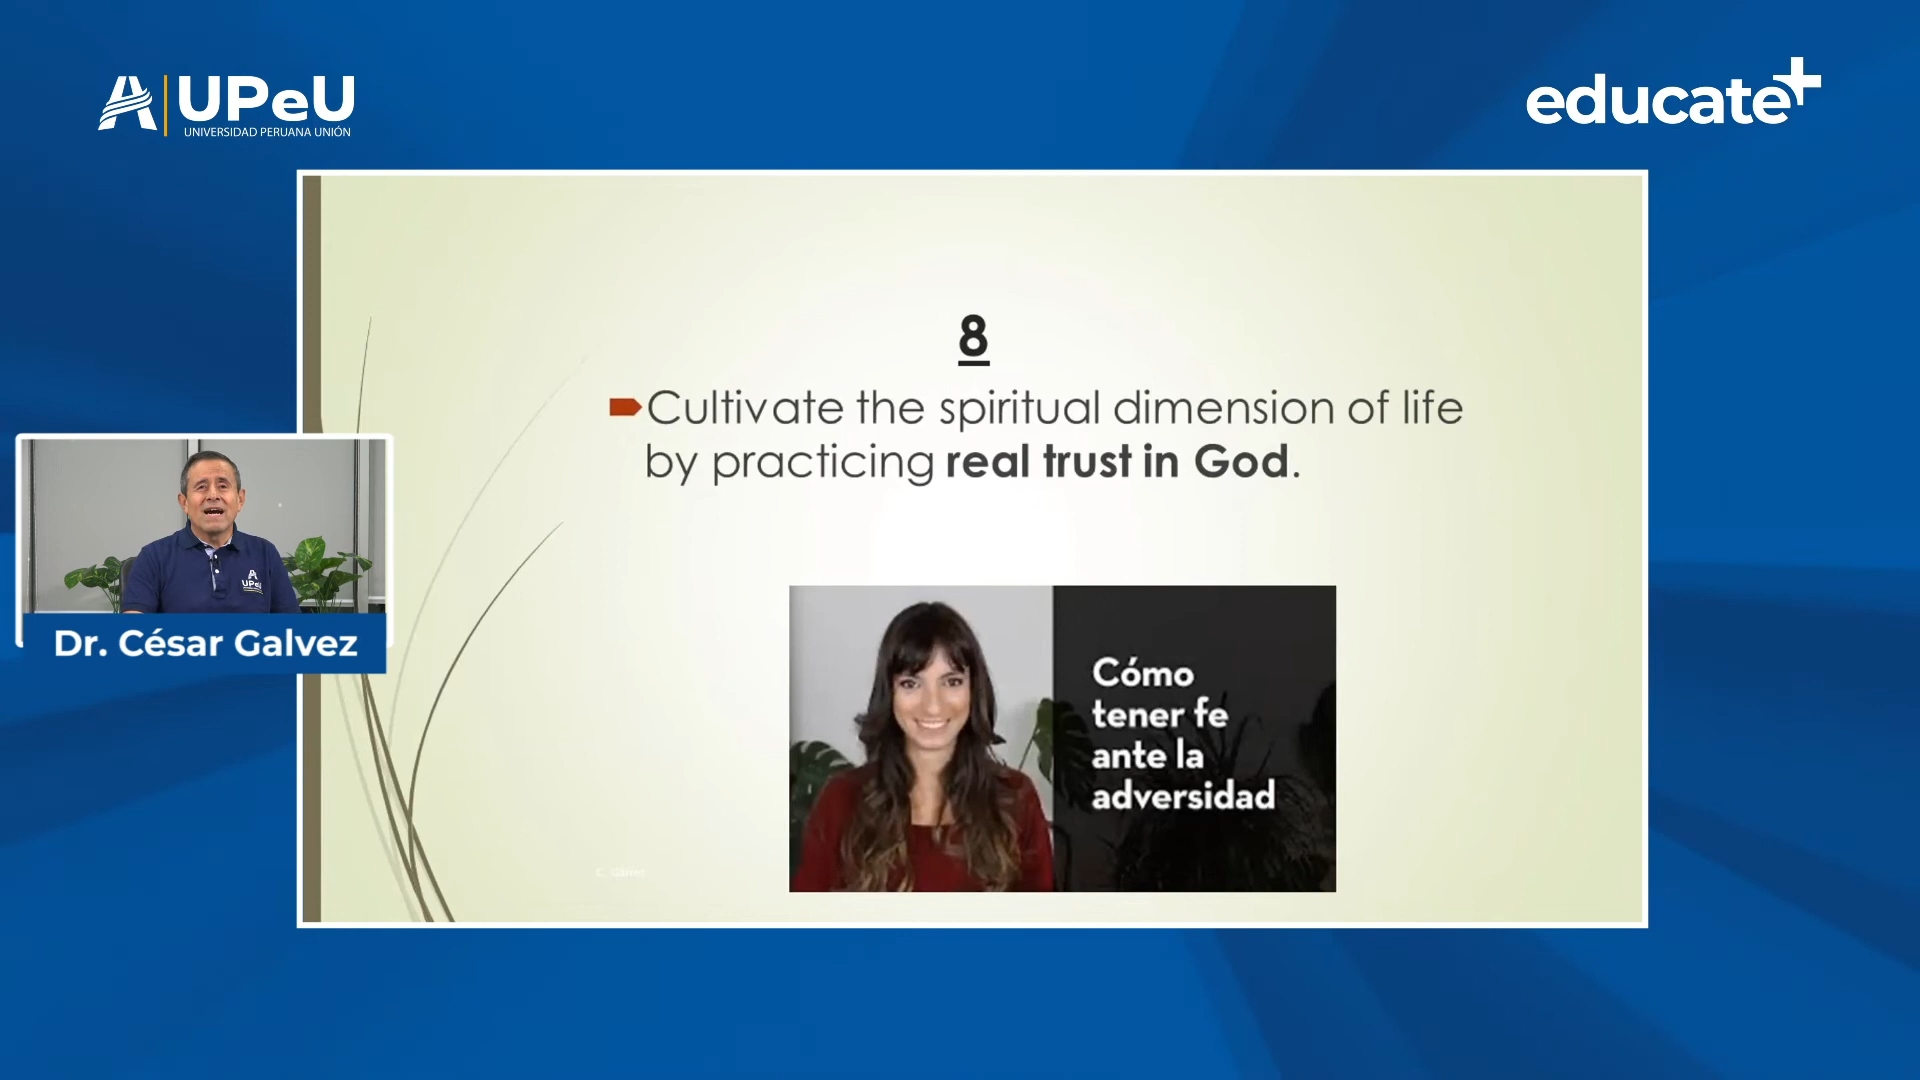 UPeU
UNIVERSIDAD PERUANA UNIÓN
educate+
8
Cultivate the spiritual dimension of life
by practicing real trust in God.
UPeU
Dr. César Galvez
Cómo
tener fe
ante la
adversidad